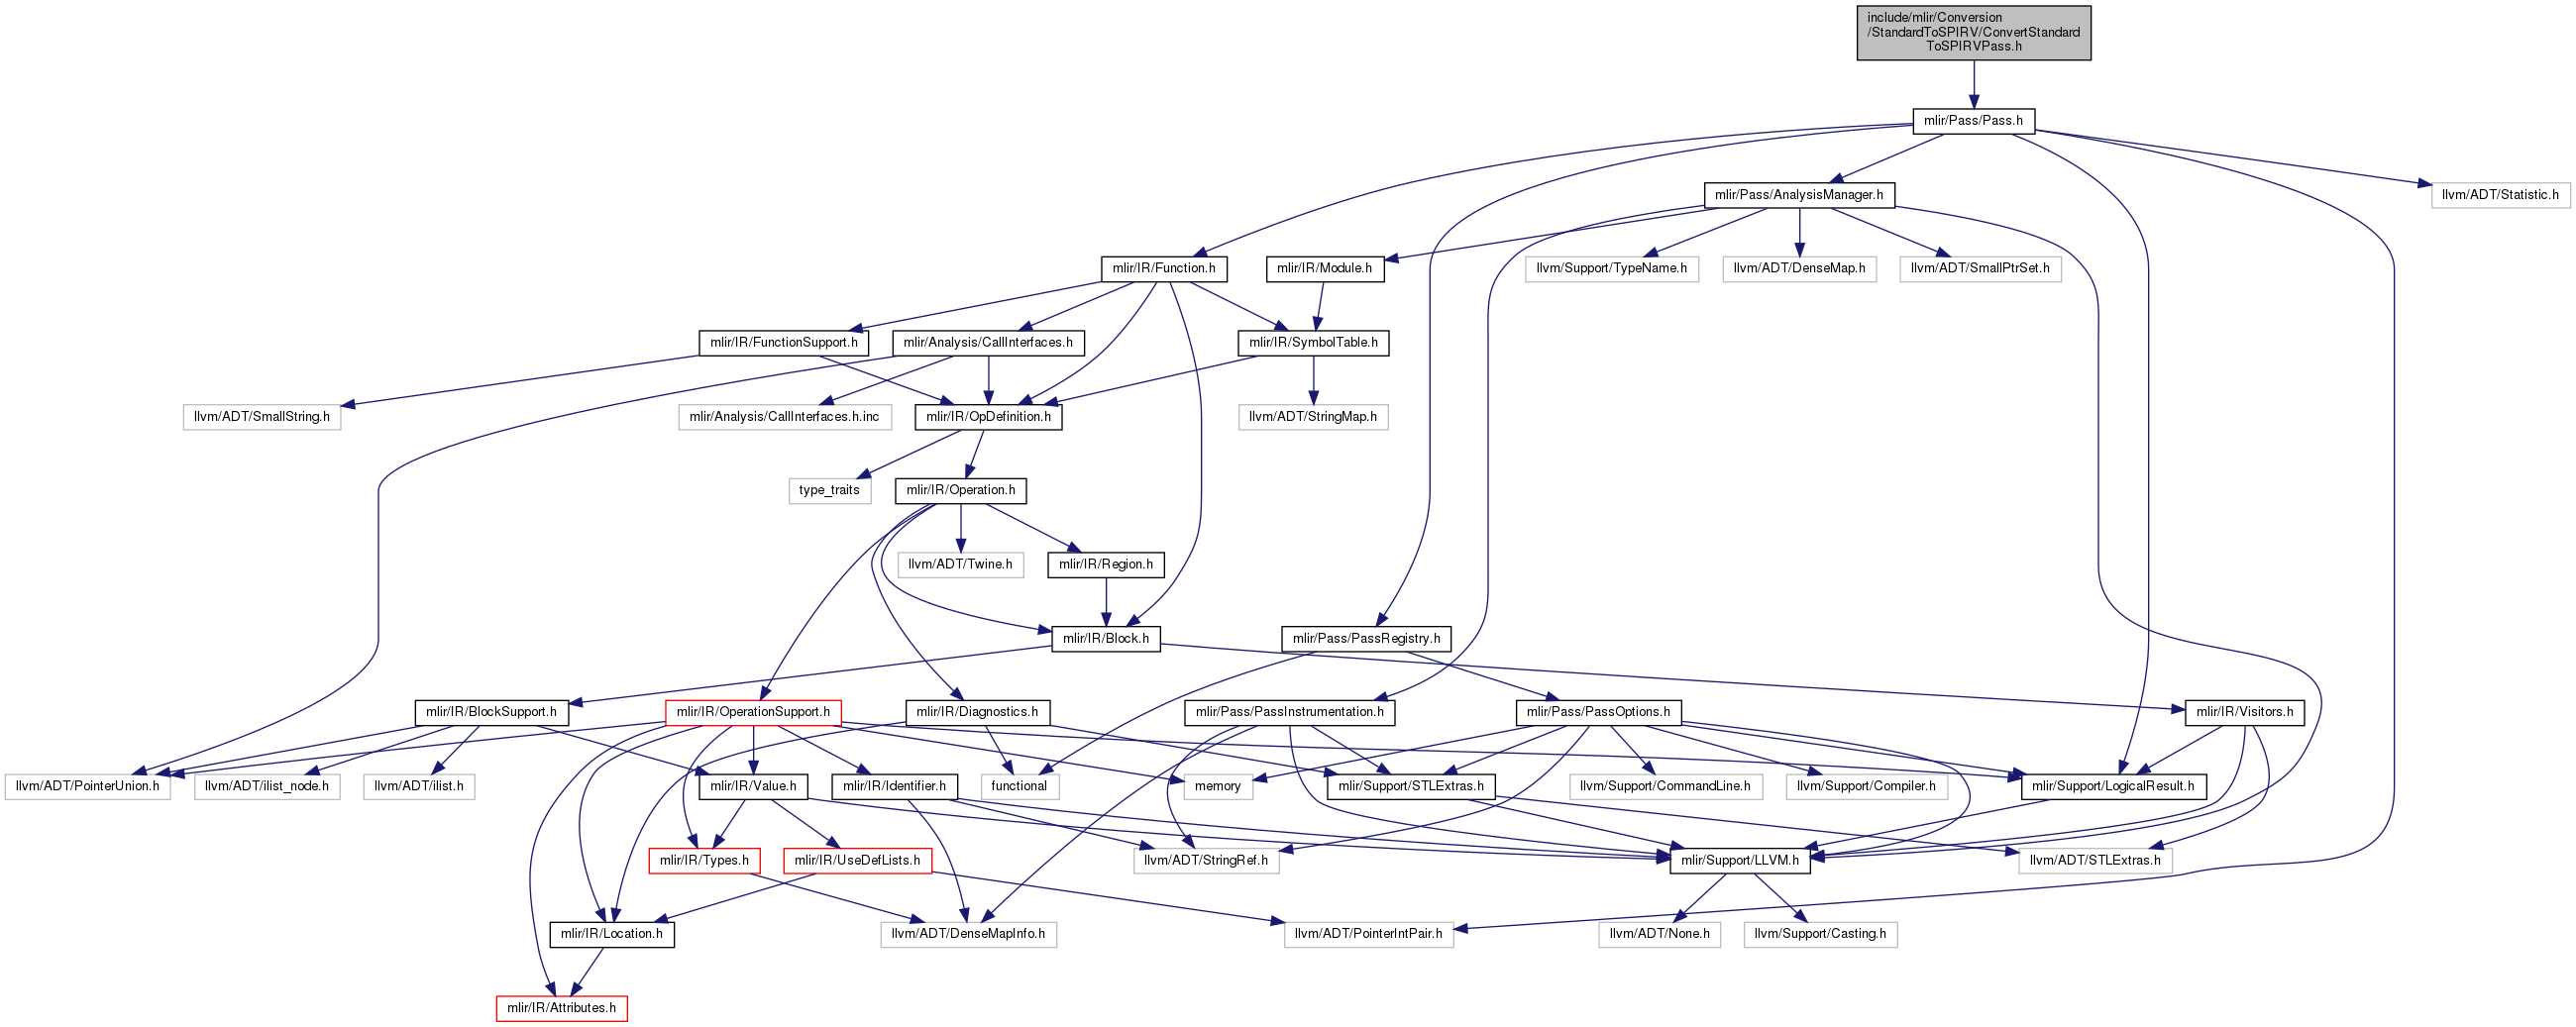 include/mlir/Conversion
/StandardToSPIRV/ConvertStandard
ToSPIRVPass.h
mlir/Pass/Pass.h
mlir/Pass/AnalysisManager.h
llvm/ADT/Statistic.h
mlir/IR/Function.h
mlir/IR/Module.h
llvm/Support/TypeName.h
llvm/ADT/DenseMap.h
llvm/ADT/SmallPtrSet.h
mlir/IR/FunctionSupport.h
mlir/Analysis/CallInterfaces.h
mlir/IR/SymbolTable.h
llvm/ADT/SmallString.h
mlir/Analysis/CallInterfaces.h.inc
mlir/IR/OpDefinition.h
llvm/ADT/StringMap.h
type_traits
mlir/IR/Operation.h
llvm/ADT/Twine.h
mlir/IR/Region.h
mlir/IR/Block.h
mlir/Pass/PassRegistry.h
mlir/IR/BlockSupport.h
mlir/IR/OperationSupport.h
mlir/IR/Diagnostics.h
mlir/Pass/PassInstrumentation.h
mlir/Pass/PassOptions.h
mlir/IR/Visitors.h
llvm/ADT/PointerUnion.h
llvm/ADT/ilist_node.h
llvm/ADT/ilist.h
mlir/IR/Value.h
mlir/IR/Identifier.h
functional
memory
mlir/Support/STLExtras.h
llvm/Support/CommandLine.h
llvm/Support/Compiler.h
mlir/Support/LogicalResult.h
mlir/IR/Types.h
mlir/IR/UseDefLists.h
llvm/ADT/StringRef.h
mlir/Support/LLVM.h
llvm/ADT/STLExtras.h
mlir/IR/Location.h
llvm/ADT/DenseMapInfo.h
llvm/ADT/PointerIntPair.h
llvm/ADT/None.h
llvm/Support/Casting.h
mlir/IR/Attributes.h